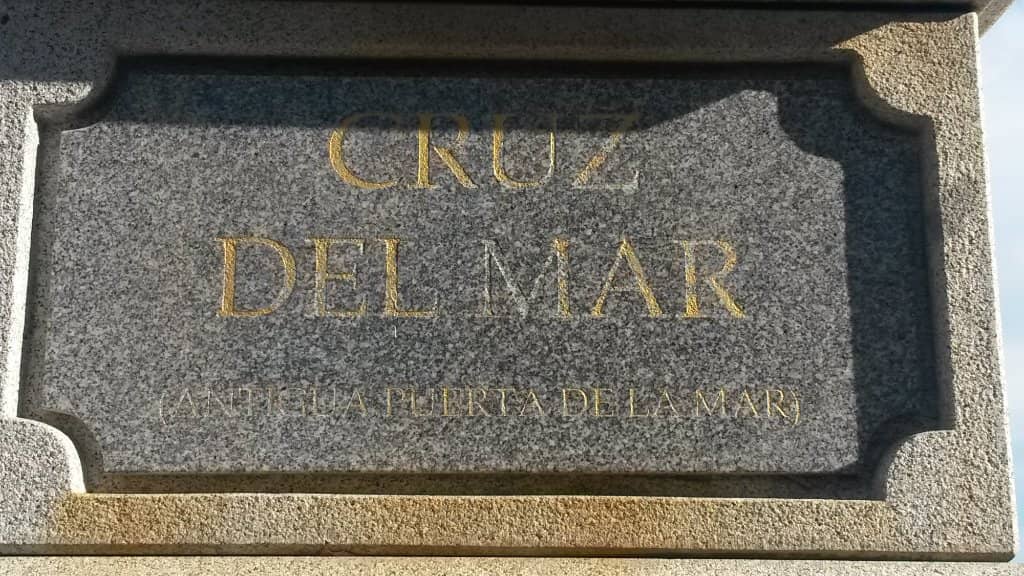 CRUZ
DEL MAR
(ANTIGUA PUERTA DE LA MAR)